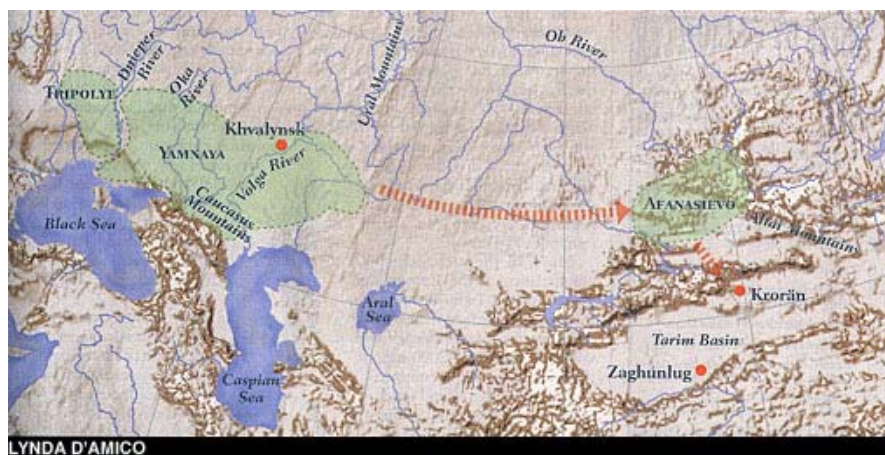 Dnieper
River
Oka
River
Ural Mountains
Ob River
TRIPOLYE
Khvalynsk
YAMNAYA
Volga River
Caucasus
Mountains
Black Sea
AFANASIEVO
Altai Mountains
Aral
Sea
Krorän
Tarim Basin
Zaghunlug
Caspian
Sea
LYNDA D'AMICO